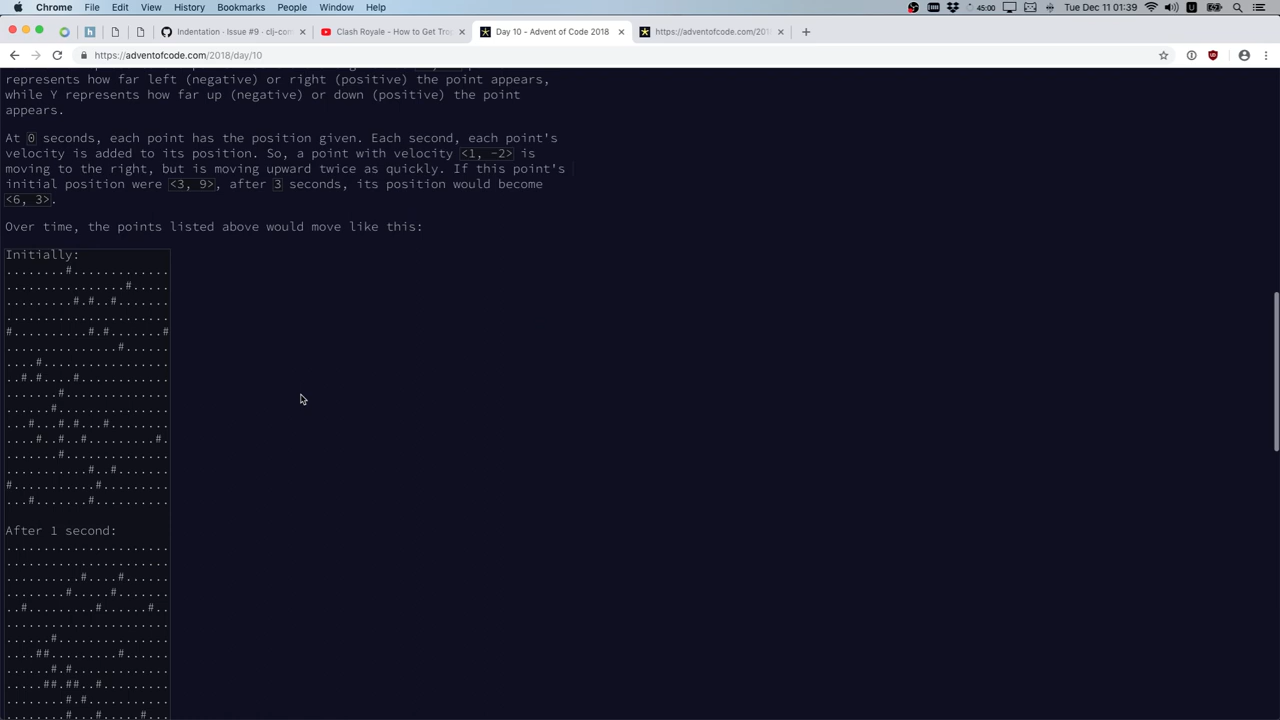 Chrome File Edit View History Bookmarks People Window Help 45:00 Tue Dec 11 01:39
Indentation · Issue #9 · clj-com Clash Royale - How to Get Tro Day 10 - Advent of Code 2018 https://adventofcode.com/201
https://adventofcode.com/2018/day/10
represents how far left (negative) or right (positive) the point appears,
while Y represents how far up (negative) or down (positive) the point
appears.
At 0 seconds, each point has the position given. Each second, each point's
velocity is added to its position. So, a point with velocity <1, -2> is
moving to the right, but is moving upward twice as quickly. If this point's
initial position were <3, 9>, after 3 seconds, its position would become
<6, 3>.
Over time, the points listed above would move like this:
Initially:
........#.............
................#.....
.........#.#..#.......
......................
#..........#.#.......#
...............#......
....#.................
..#.#....#............
.......#..............
......#...............
...#...#.#...#........
....#..#..#.........#.
.......#..............
...........#..#.......
#...........#.........
...#.......#..........
After 1 second:
......................
......................
..........#....#......
........#.....#.......
..#.........#......#..
......................
......#...............
....##.........#......
......#.#.............
.....##.##..#.........
........#.#...........
........#...#.....#...